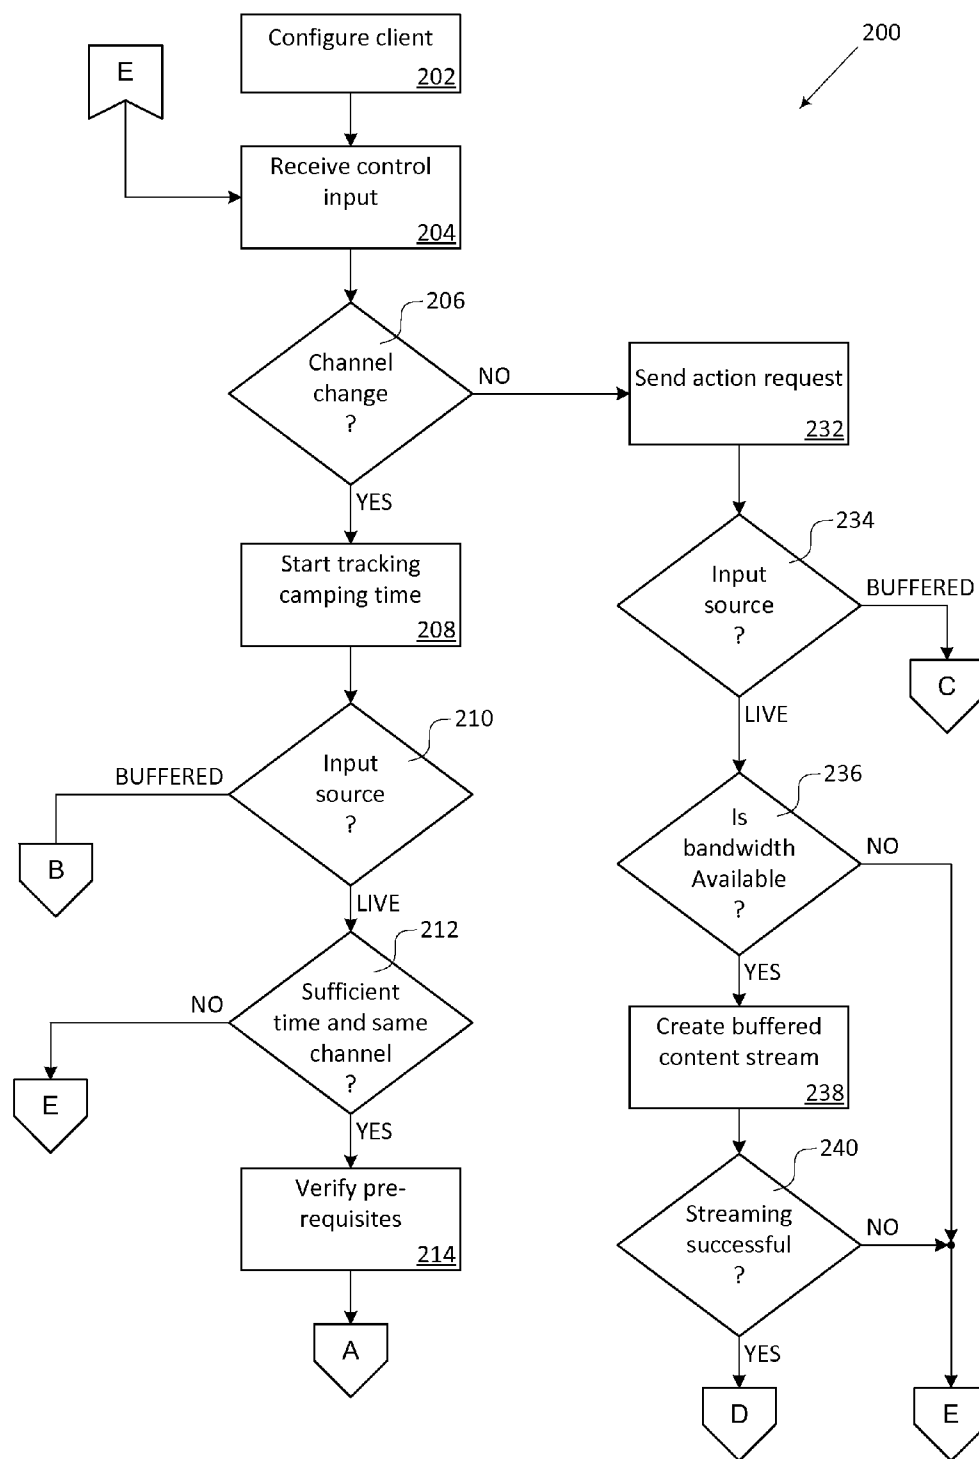 Configure client
202
200
E
Receive control
input
204
206
Channel
change
?
NO
YES
Send action request
232
Start tracking
camping time
208
234
Input
source
?
BUFFERED
C
LIVE
210
Input
source
?
BUFFERED
B
LIVE
236
Is
bandwidth
Available
?
NO
YES
212
Sufficient
time and same
channel
?
NO
E
YES
Create buffered
content stream
238
Verify pre-
requisites
214
A
240
Streaming
successful
?
NO
YES
D
E